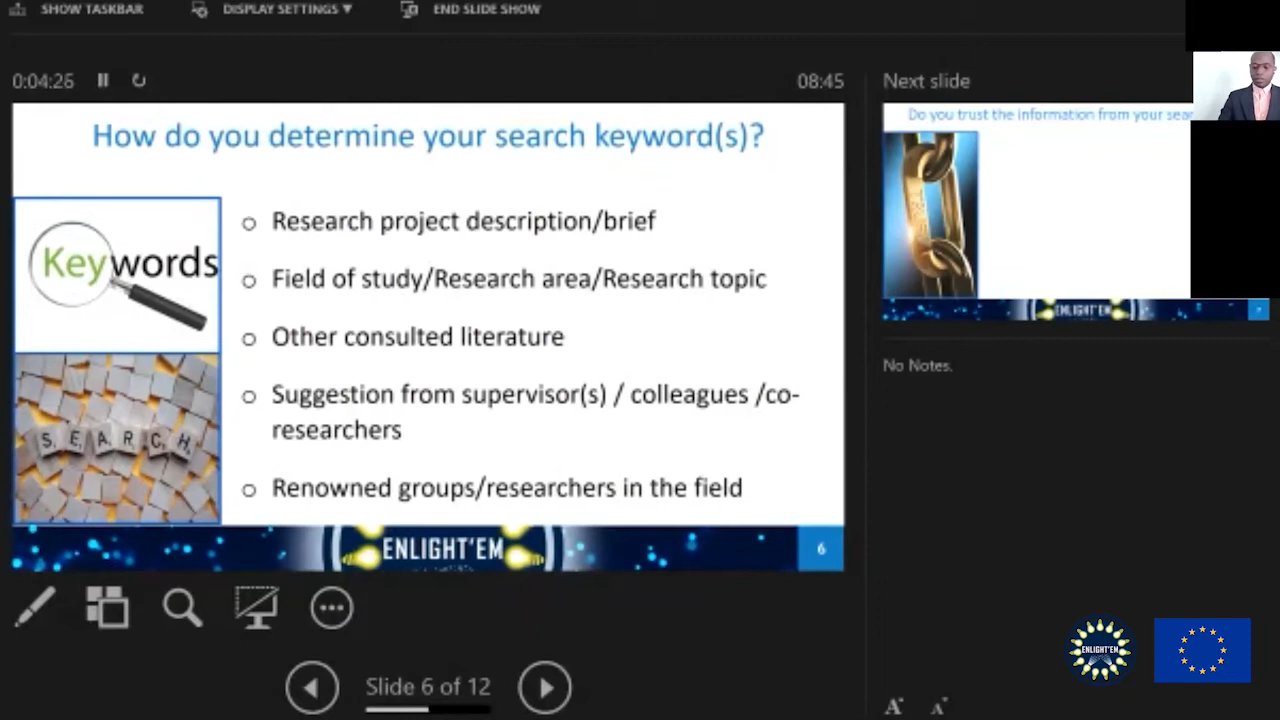 SHOW TASKBAR DISPLAY SETTINGS ▼ END SLIDE SHOW
0:04:26 08:45
How do you determine your search keyword(s)?
Keywords
SEARCH
o Research project description/brief
o Field of study/Research area/Research topic
o Other consulted literature
o Suggestion from supervisor(s) / colleagues /co-
researchers
o Renowned groups/researchers in the field
ENLIGHT'EM
6
Slide 6 of 12
Next slide
Do you trust the information from your sear
ENLIGHT'EM
No Notes.
ENLIGHT'EM
A A